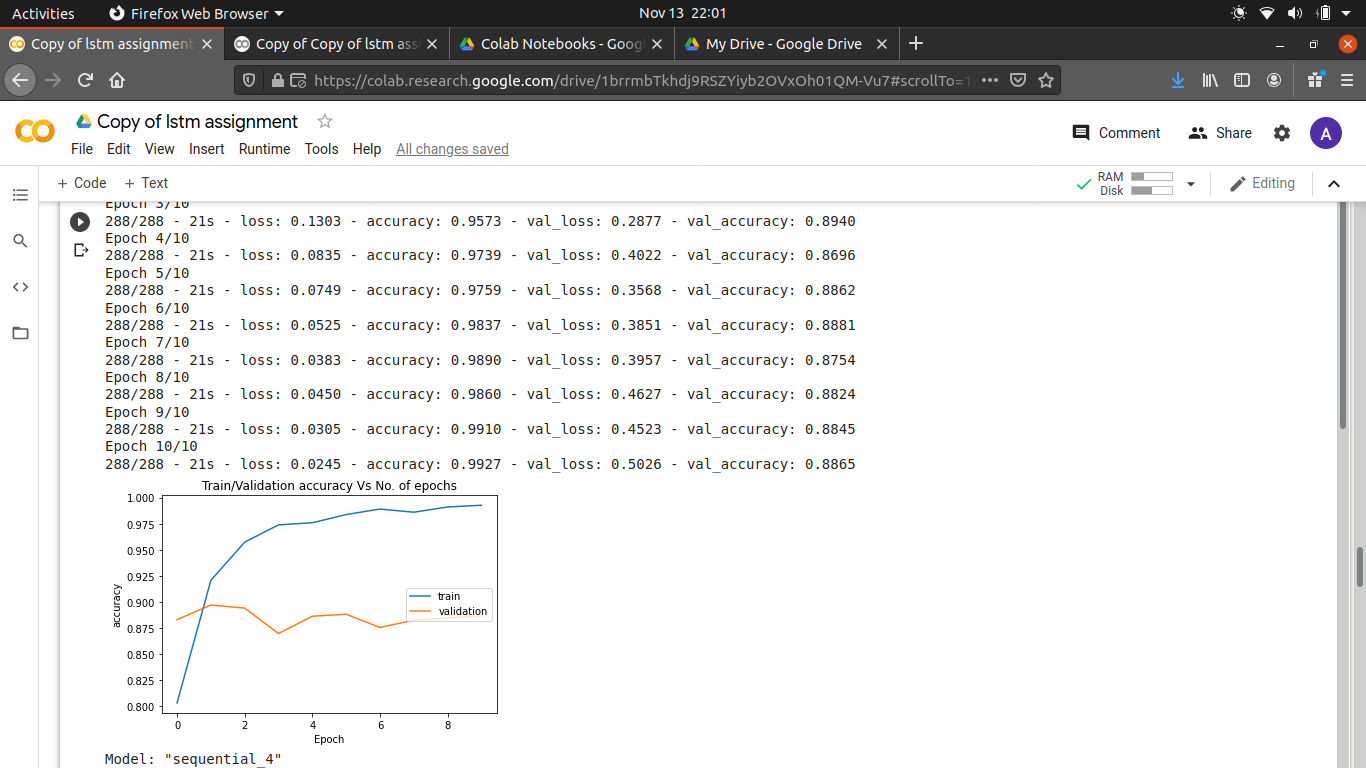 Activities
Firefox Web Browser
Nov 13 22:01
Copy of lstm assignment
Copy of Copy of lstm ass
Colab Notebooks - Goog
My Drive - Google Drive
https://colab.research.google.com/drive/1brrmbTkhdj9RSZYiyb2OVxOh01QM-Vu7#scrollTo=1
Copy of lstm assignment
File Edit View Insert Runtime Tools Help All changes saved
Comment
Share
A
+ Code + Text
RAM
Disk
Editing
Epoch 3/10
288/288 - 21s - loss: 0.1303 - accuracy: 0.9573 - val_loss: 0.2877 - val_accuracy: 0.8940
Epoch 4/10
288/288 - 21s - loss: 0.0835 - accuracy: 0.9739 - val_loss: 0.4022 - val_accuracy: 0.8696
Epoch 5/10
288/288 - 21s - loss: 0.0749 - accuracy: 0.9759 - val_loss: 0.3568 - val_accuracy: 0.8862
Epoch 6/10
288/288 - 21s - loss: 0.0525 - accuracy: 0.9837 - val_loss: 0.3851 - val_accuracy: 0.8881
Epoch 7/10
288/288 - 21s - loss: 0.0383 - accuracy: 0.9890 - val_loss: 0.3957 - val_accuracy: 0.8754
Epoch 8/10
288/288 - 21s - loss: 0.0450 - accuracy: 0.9860 - val_loss: 0.4627 - val_accuracy: 0.8824
Epoch 9/10
288/288 - 21s - loss: 0.0305 - accuracy: 0.9910 - val_loss: 0.4523 - val_accuracy: 0.8845
Epoch 10/10
288/288 - 21s - loss: 0.0245 - accuracy: 0.9927 - val_loss: 0.5026 - val_accuracy: 0.8865
Train/Validation accuracy Vs No. of epochs
1.000
0.975
0.950
0.925
0.900
0.875
0.850
0.825
0.800
accuracy
train
validation
0 2 4 6 8
Epoch
Model: "sequential_4"